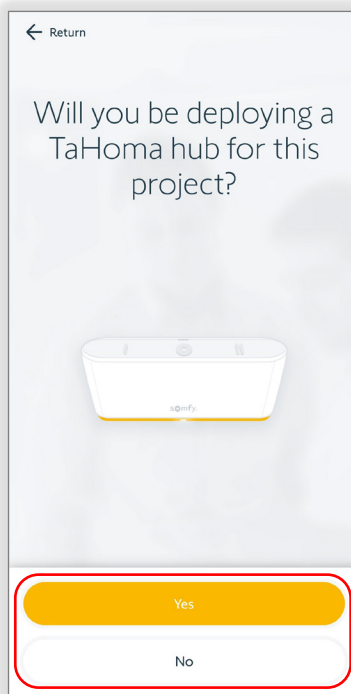 Return
Will you be deploying a
TaHoma hub for this
project?
somfy.
Yes
No